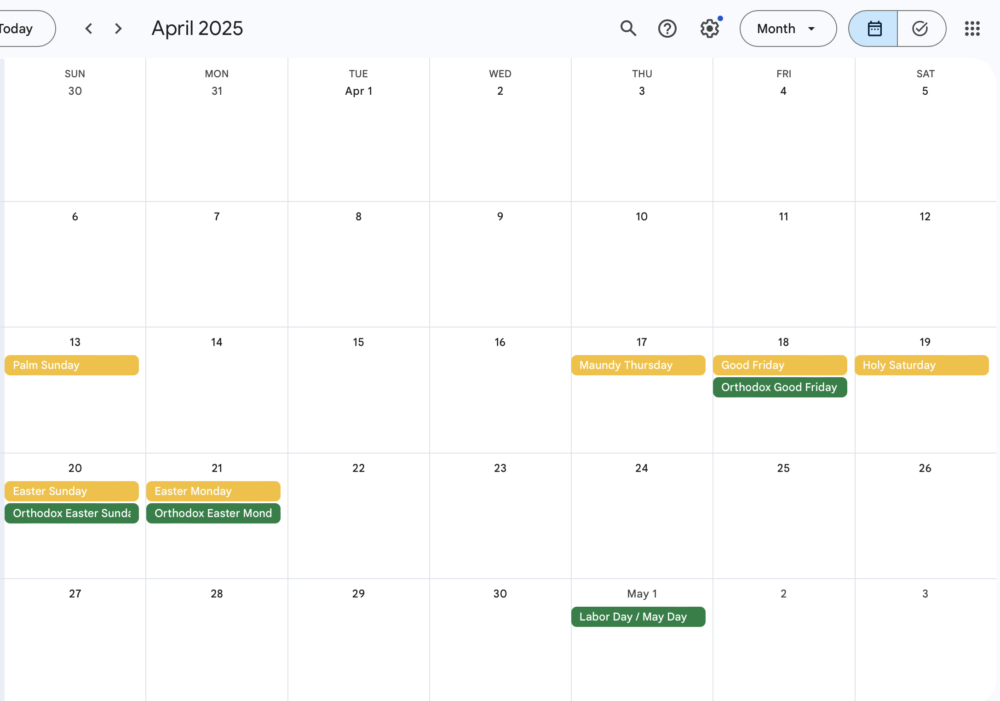 Today
April 2025
Month
SUN MON TUE WED THU FRI SAT
30 31 Apr 1 2 3 4 5
6 7 8 9 10 11 12
13 14 15 16 17 18 19
Palm Sunday Maundy Thursday Good Friday Holy Saturday
Orthodox Good Friday
20 21 22 23 24 25 26
Easter Sunday Easter Monday
Orthodox Easter Sunda Orthodox Easter Mond
27 28 29 30 May 1 2 3
Labor Day / May Day